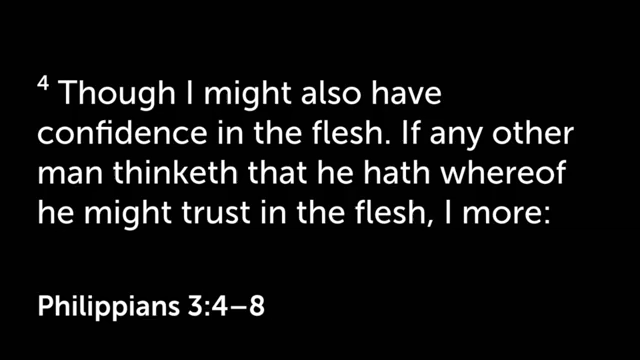 4 Though I might also have
confidence in the flesh. If any other
man thinketh that he hath whereof
he might trust in the flesh, I more:
Philippians 3:4–8